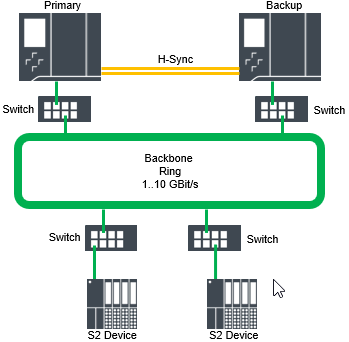 Primary
Backup
H-Sync
Switch
Switch
Backbone
Ring
1..10 GBit/s
Switch
Switch
S2 Device
S2 Device